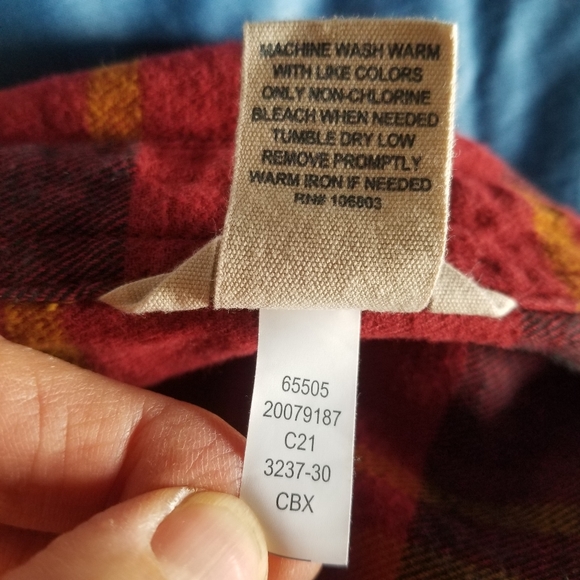 MACHINE WASH WARM
WITH LIKE COLORS
ONLY NON-CHLORINE
BLEACH WHEN NEEDED
TUMBLE DRY LOW
REMOVE PROMPTLY
WARM IRON IF NEEDED
RN# 106803
65505
20079187
C21
3237-30
CBX